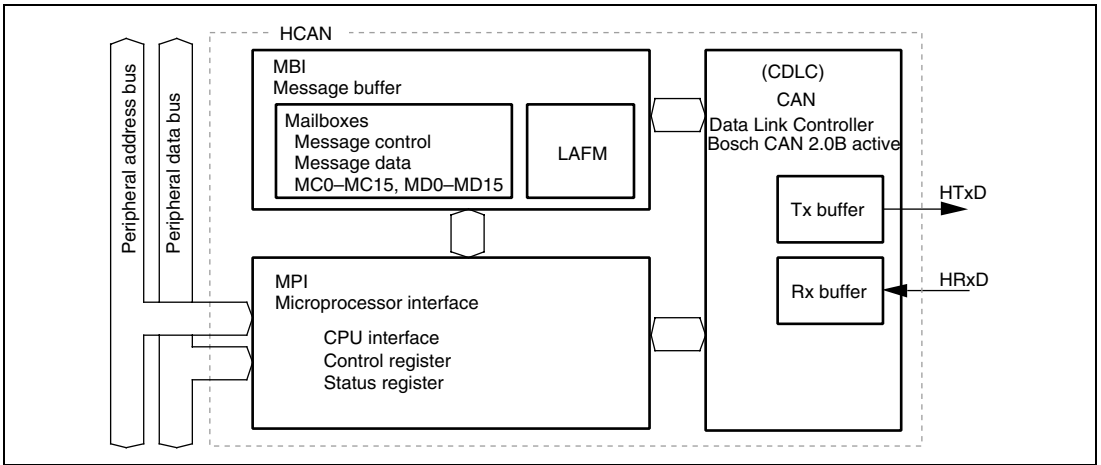 HCAN
Peripheral address bus
Peripheral data bus
MBI
Message buffer
Mailboxes
Message control
Message data
MC0–MC15, MD0–MD15
LAFM
MPI
Microprocessor interface
CPU interface
Control register
Status register
(CDLC)
CAN
Data Link Controller
Bosch CAN 2.0B active
Tx buffer
HTxD
Rx buffer
HRxD